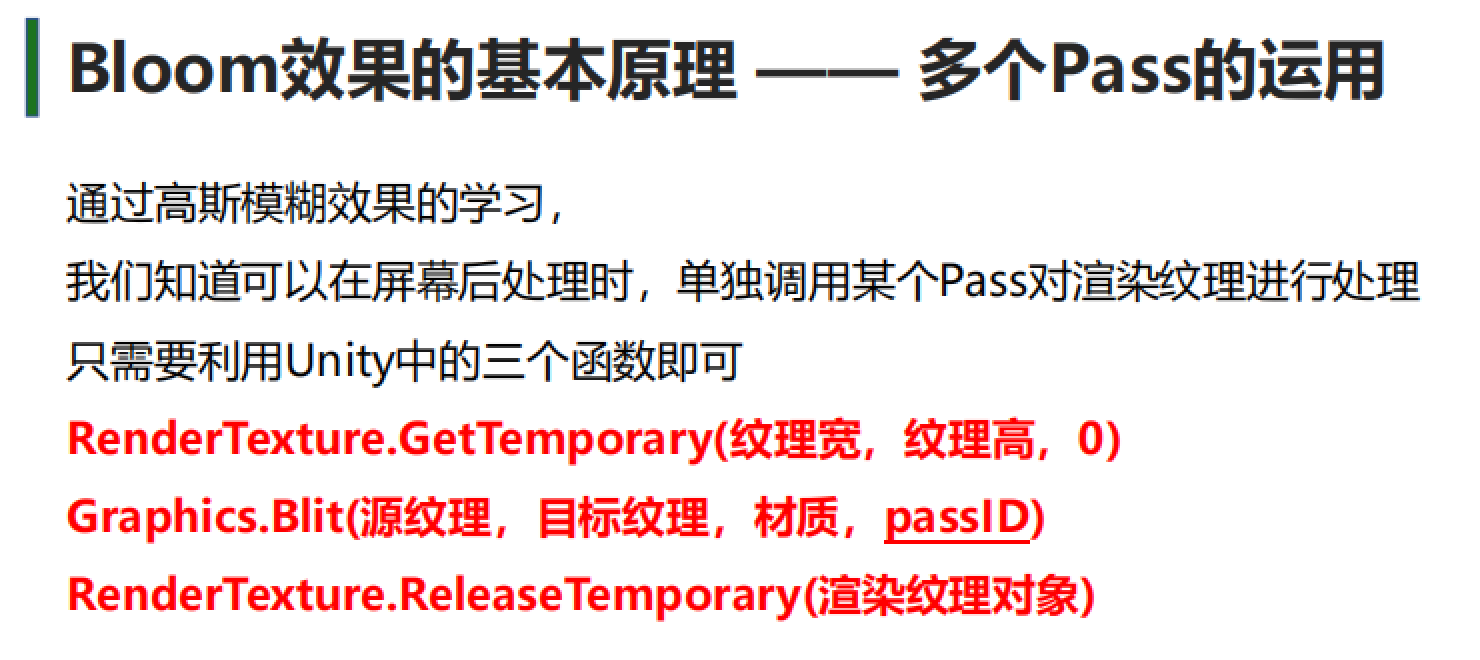 Bloom效果的基本原理 —— 多个Pass的运用
通过高斯模糊效果的学习，
我们知道可以在屏幕后处理时，单独调用某个Pass对渲染纹理进行处理
只需要利用Unity中的三个函数即可
RenderTexture.GetTemporary(纹理宽，纹理高，0)
Graphics.Blit(源纹理，目标纹理，材质，passID)
RenderTexture.ReleaseTemporary(渲染纹理对象)